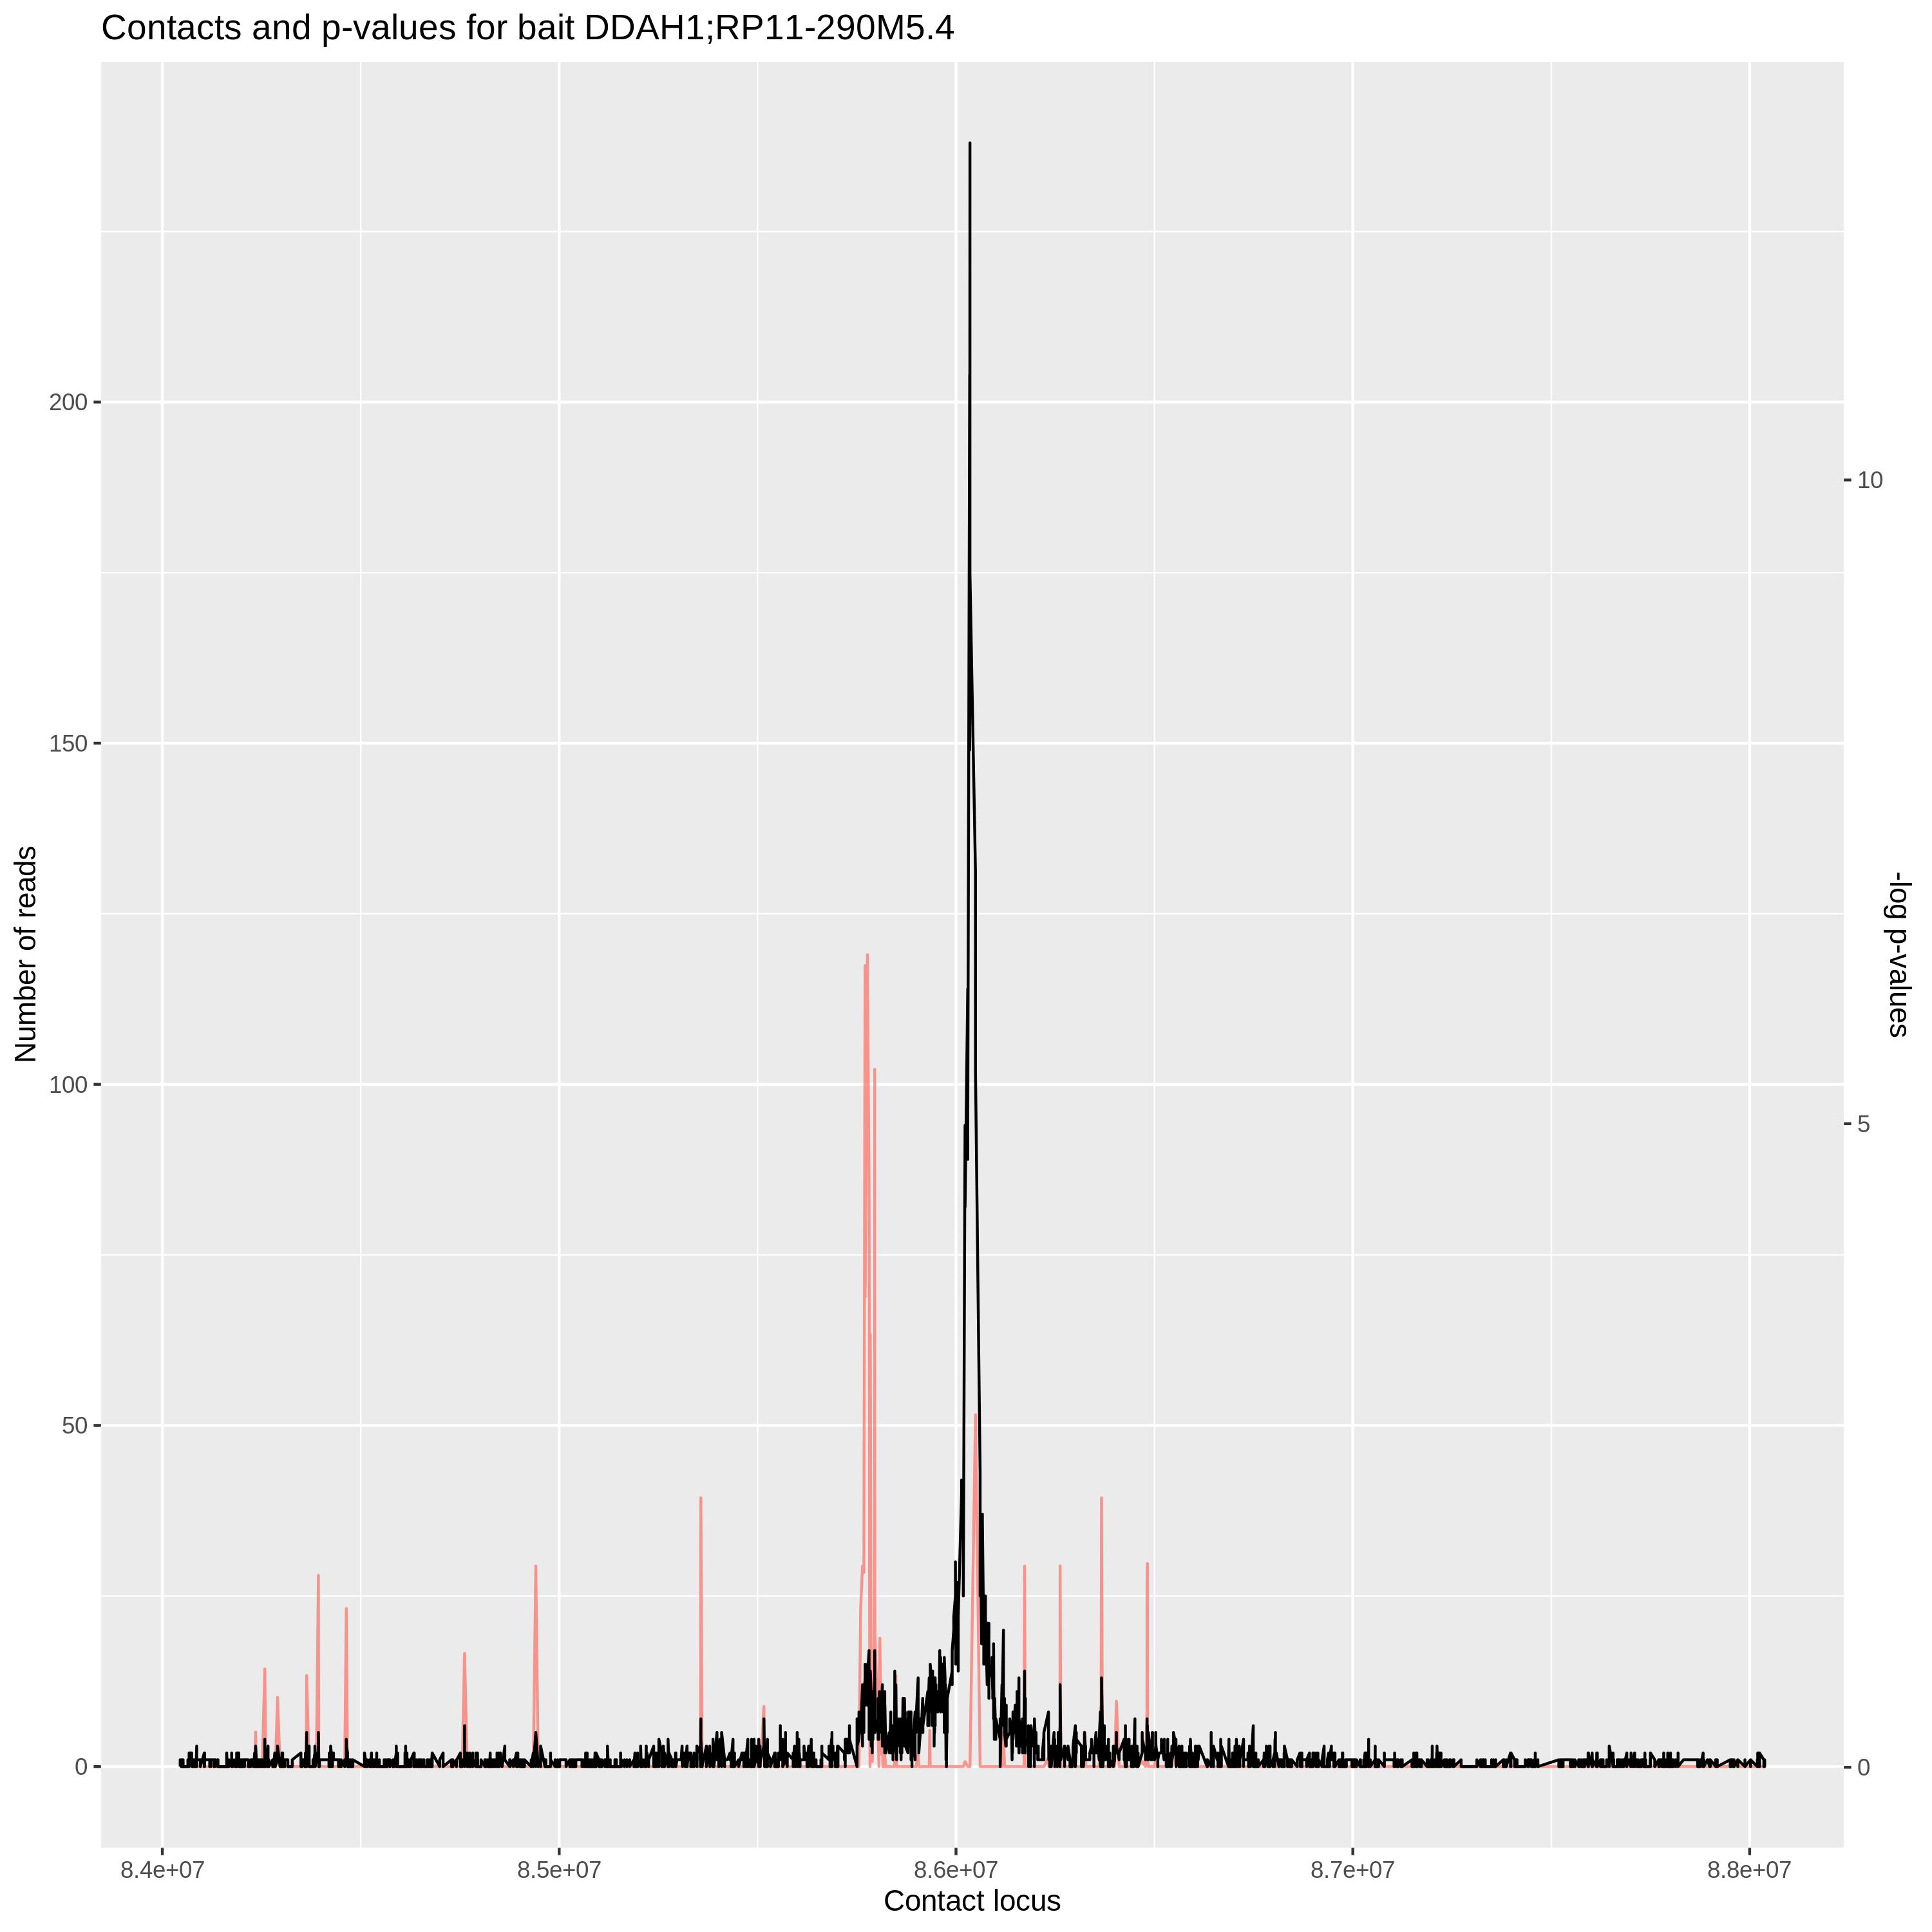 Contacts and p-values for bait DDAH1;RP11-290M5.4
Number of reads
200
150
100
50
0
10
5
0
-log p-values
8.4e+07 8.5e+07 8.6e+07 8.7e+07 8.8e+07
Contact locus